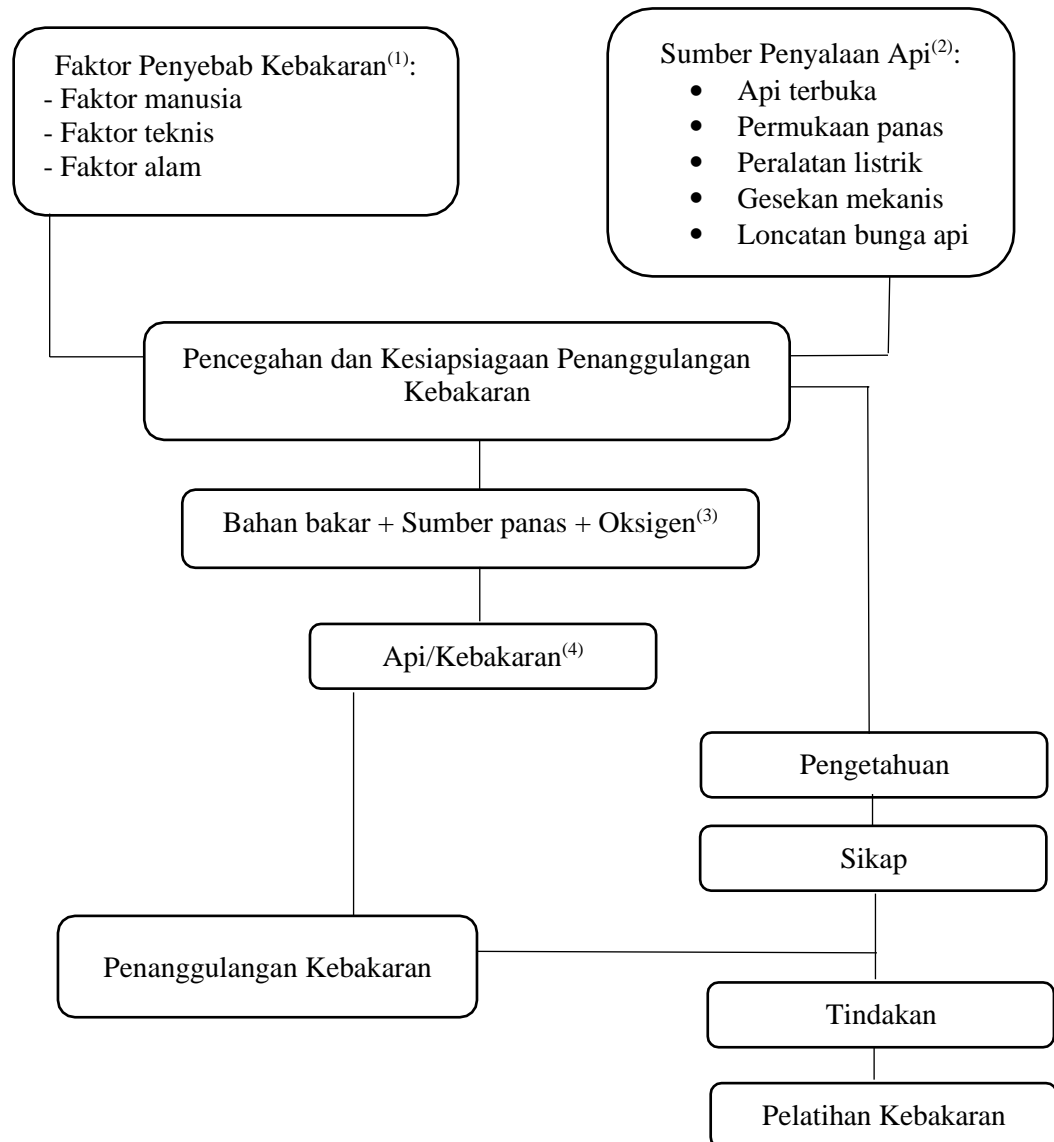 Faktor Penyebab Kebakaran(1):
- Faktor manusia
- Faktor teknis
- Faktor alam
Sumber Penyalaan Api(2):
• Api terbuka
• Permukaan panas
• Peralatan listrik
• Gesekan mekanis
• Loncatan bunga api
Pencegahan dan Kesiapsiagaan Penanggulangan
Kebakaran
Bahan bakar + Sumber panas + Oksigen(3)
Api/Kebakaran(4)
Pengetahuan
Sikap
Penanggulangan Kebakaran
Tindakan
Pelatihan Kebakaran